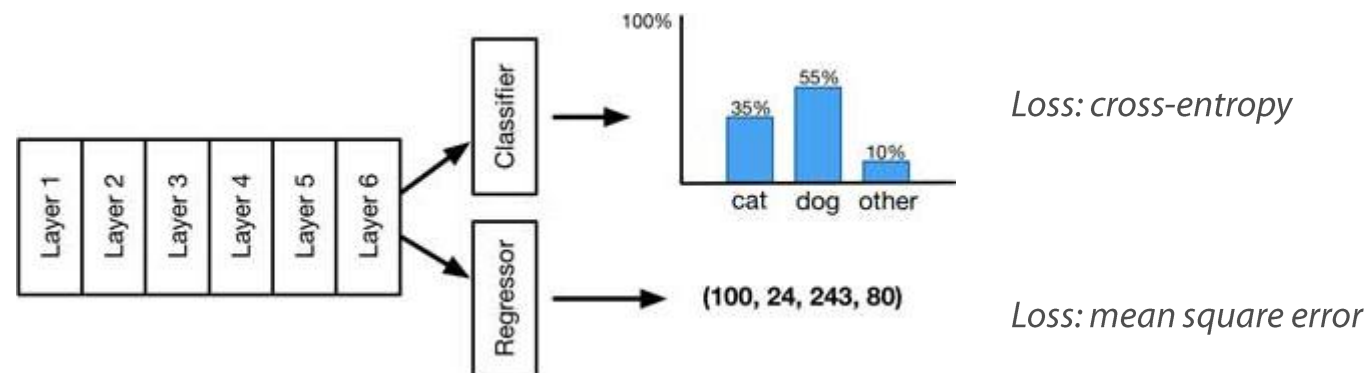 Layer 1
Layer 2
Layer 3
Layer 4
Layer 5
Layer 6
Classifier
100%
35%
55%
10%
cat dog other
Loss: cross-entropy
Regressor
(100, 24, 243, 80)
Loss: mean square error